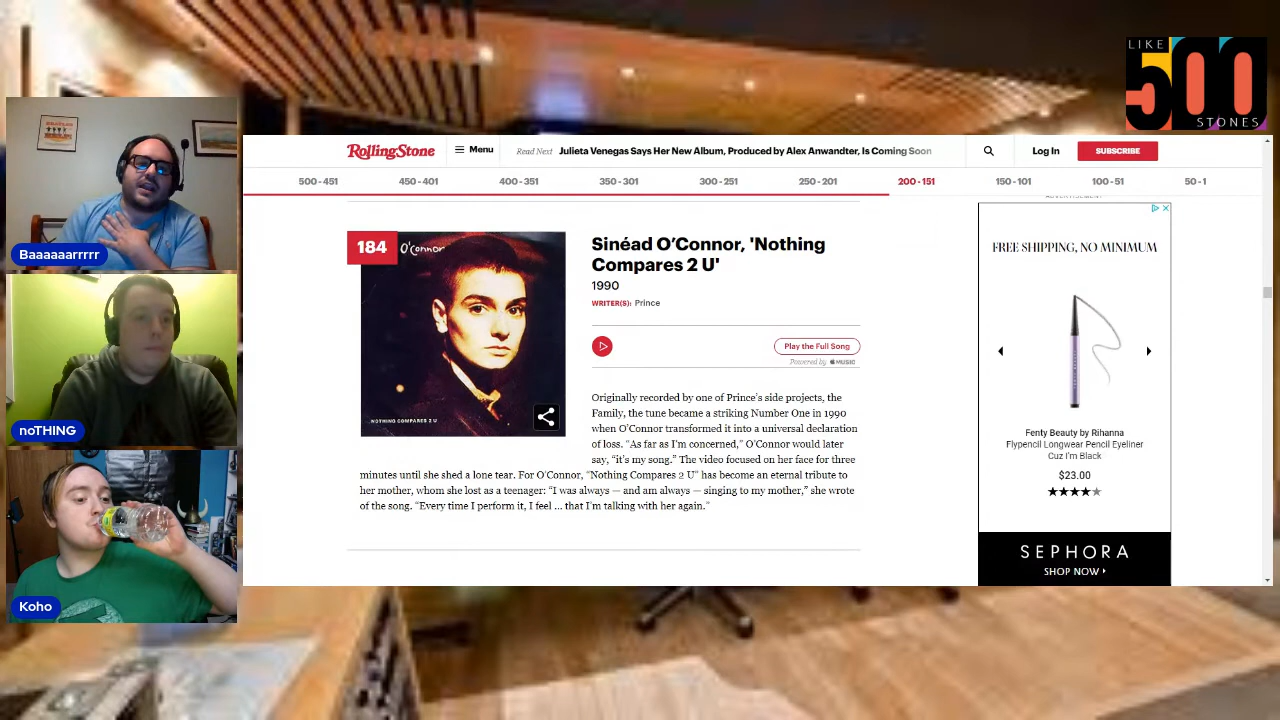 LIKE
500
STONES
Baaaaaarrrrr
noTHING
Koho
RollingStone
Menu
Read Next Julieta Venegas Says Her New Album, Produced by Alex Anwandter, Is Coming Soon
Log In
SUBSCRIBE
500-451 450-401 400-351 350-301 300-251 250-201 200-151 150-101 100-51 50-1
184
O'Connor
NOTHING COMPARES 2 U
Sinéad O’Connor, 'Nothing
Compares 2 U'
1990
WRITER(S): Prince
Play the Full Song
Powered by MUSIC
Originally recorded by one of Prince’s side projects, the
Family, the tune became a striking Number One in 1990
when O’Connor transformed it into a universal declaration
of loss. “As far as I’m concerned,” O’Connor would later
say, “it’s my song.” The video focused on her face for three
minutes until she shed a lone tear. For O’Connor, “Nothing Compares 2 U” has become an eternal tribute to
her mother, whom she lost as a teenager: “I was always — and am always — singing to my mother,” she wrote
of the song. “Every time I perform it, I feel … that I’m talking with her again.”
ADVERTISEMENT
FREE SHIPPING, NO MINIMUM
Fenty Beauty by Rihanna
Flypencil Longwear Pencil Eyeliner
Cuz I'm Black
$23.00
SEPHORA
SHOP NOW